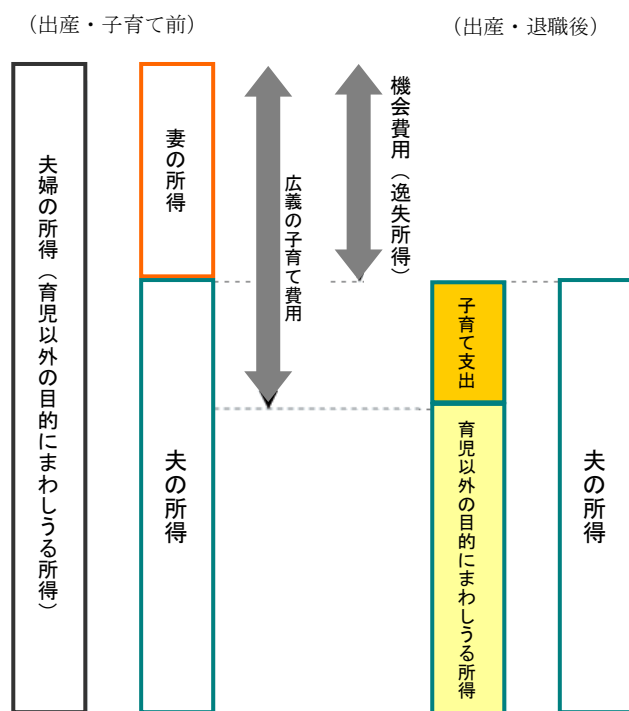 （出産・子育て前）
（出産・退職後）
夫婦の所得（育児以外の目的にまわしうる所得）
妻の所得
夫の所得
広義の子育て費用
機会費用（逸失所得）
子育て支出
育児以外の目的にまわしうる所得
夫の所得